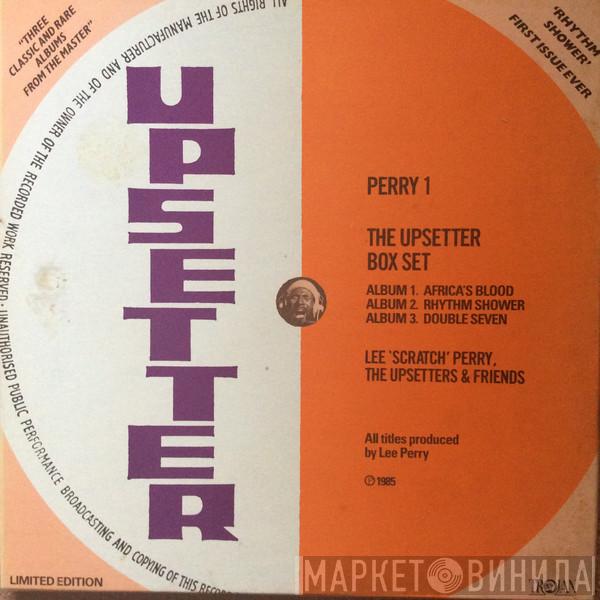 "THREE
CLASSIC AND RARE
ALBUMS
FROM THE MASTER"
'RHYTHM
SHOWER'
FIRST ISSUE EVER
ALL RIGHTS OF THE MANUFACTURER AND OF THE OWNER OF THE RECORDED WORK RESERVED · UNAUTHORISED PUBLIC PERFORMANCE BROADCASTING AND COPYING OF THIS RECORD
UPSETTER
PERRY 1
THE UPSETTER
BOX SET
ALBUM 1. AFRICA'S BLOOD
ALBUM 2. RHYTHM SHOWER
ALBUM 3. DOUBLE SEVEN
LEE 'SCRATCH' PERRY,
THE UPSETTERS & FRIENDS
All titles produced
by Lee Perry
℗ 1985
LIMITED EDITION
TROJAN
МАРКЕТ ВИНИЛА